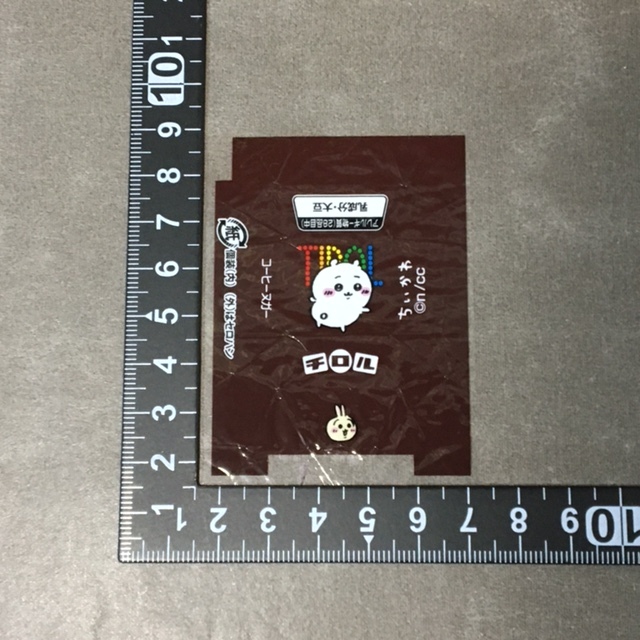 アレルギー物質(28品目中)
乳成分・大豆
TIROL
ちいかわ
©n/cc
コーヒーヌガー
紙
個装(内) (外)はセロハン
チロル
1 2 3 4 5 6 7 8 9 10
2 3 4 5 6 7 8 9 10 1